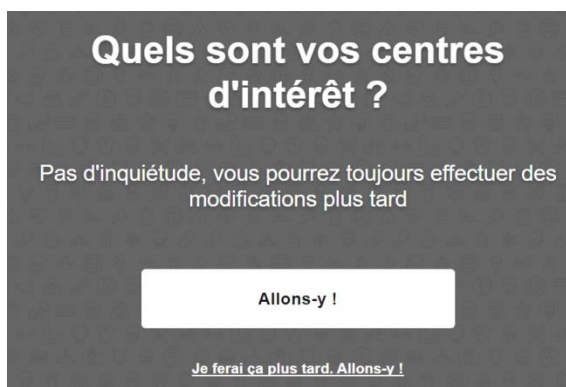 Quels sont vos centres
d'intérêt ?
Pas d'inquiétude, vous pourrez toujours effectuer des
modifications plus tard
Allons-y !
Je ferai ça plus tard. Allons-y !